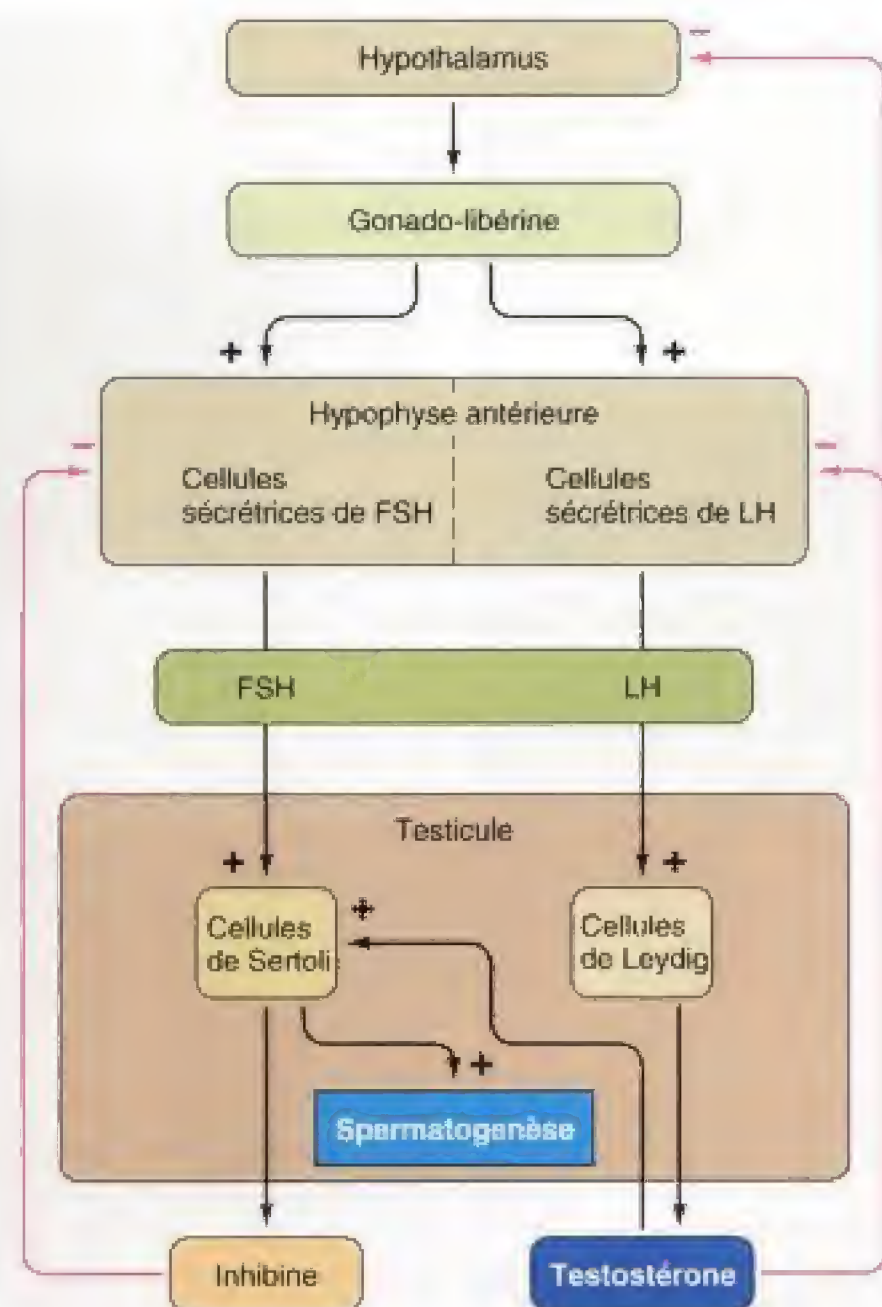 Hypothalamus
−
Gonado-libérine
+
+
Hypophyse antérieure
−
−
Cellules
sécrétrices de FSH
Cellules
sécrétrices de LH
FSH
LH
Testicule
+
+
Cellules
de Sertoli
+
Cellules
de Leydig
+
Spermatogenèse
Inhibine
Testostérone